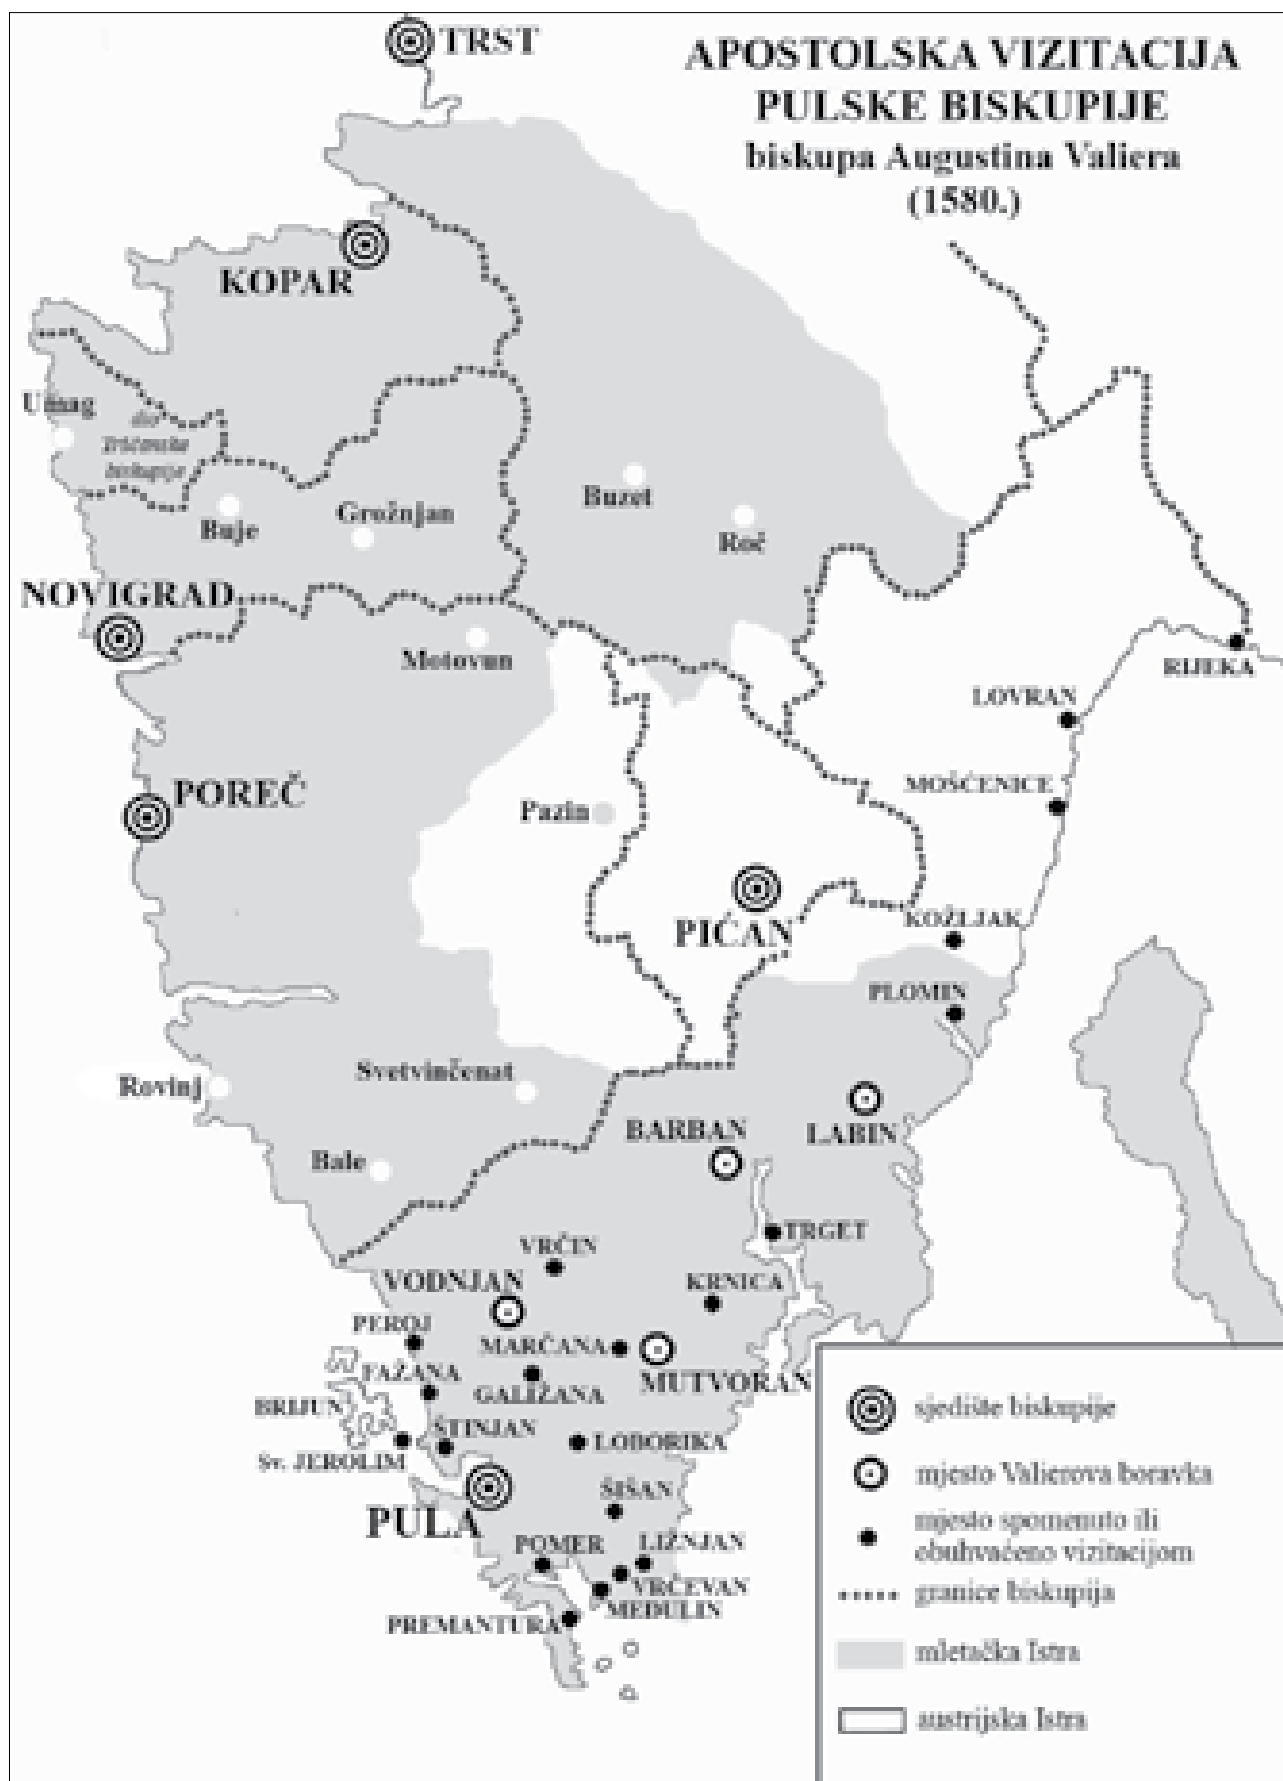 TRST
APOSTOLSKA VIZITACIJA
PULSKE BISKUPIJE
biskupa Augustina Valiera
(1580.)
KOPAR
Umag
dio
Tršćanske
biskupije
Buje
Grožnjan
Buzet
Roč
NOVIGRAD
Motovun
RIJEKA
LOVRAN
MOŠĆENICE
POREČ
Pazin
PIĆAN
KOŽLJAK
PLOMIN
Rovinj
Svetvinčenat
BARBAN
LABIN
Bale
TRGET
VRČIN
VODNJAN
KRNICA
PEROJ
MARČANA
MUTVORAN
FAŽANA
GALIŽANA
BRIJUN
ŠTINJAN
LOBORIKA
Sv. JEROLIM
PULA
ŠIŠAN
POMER
LIŽNJAN
VRČEVAN
MEDULIN
PREMANTURA
sjedište biskupije
mjesto Valierova boravka
mjesto spomenuto ili
obuhvaćeno vizitacijom
granice biskupija
mletačka Istra
austrijska Istra